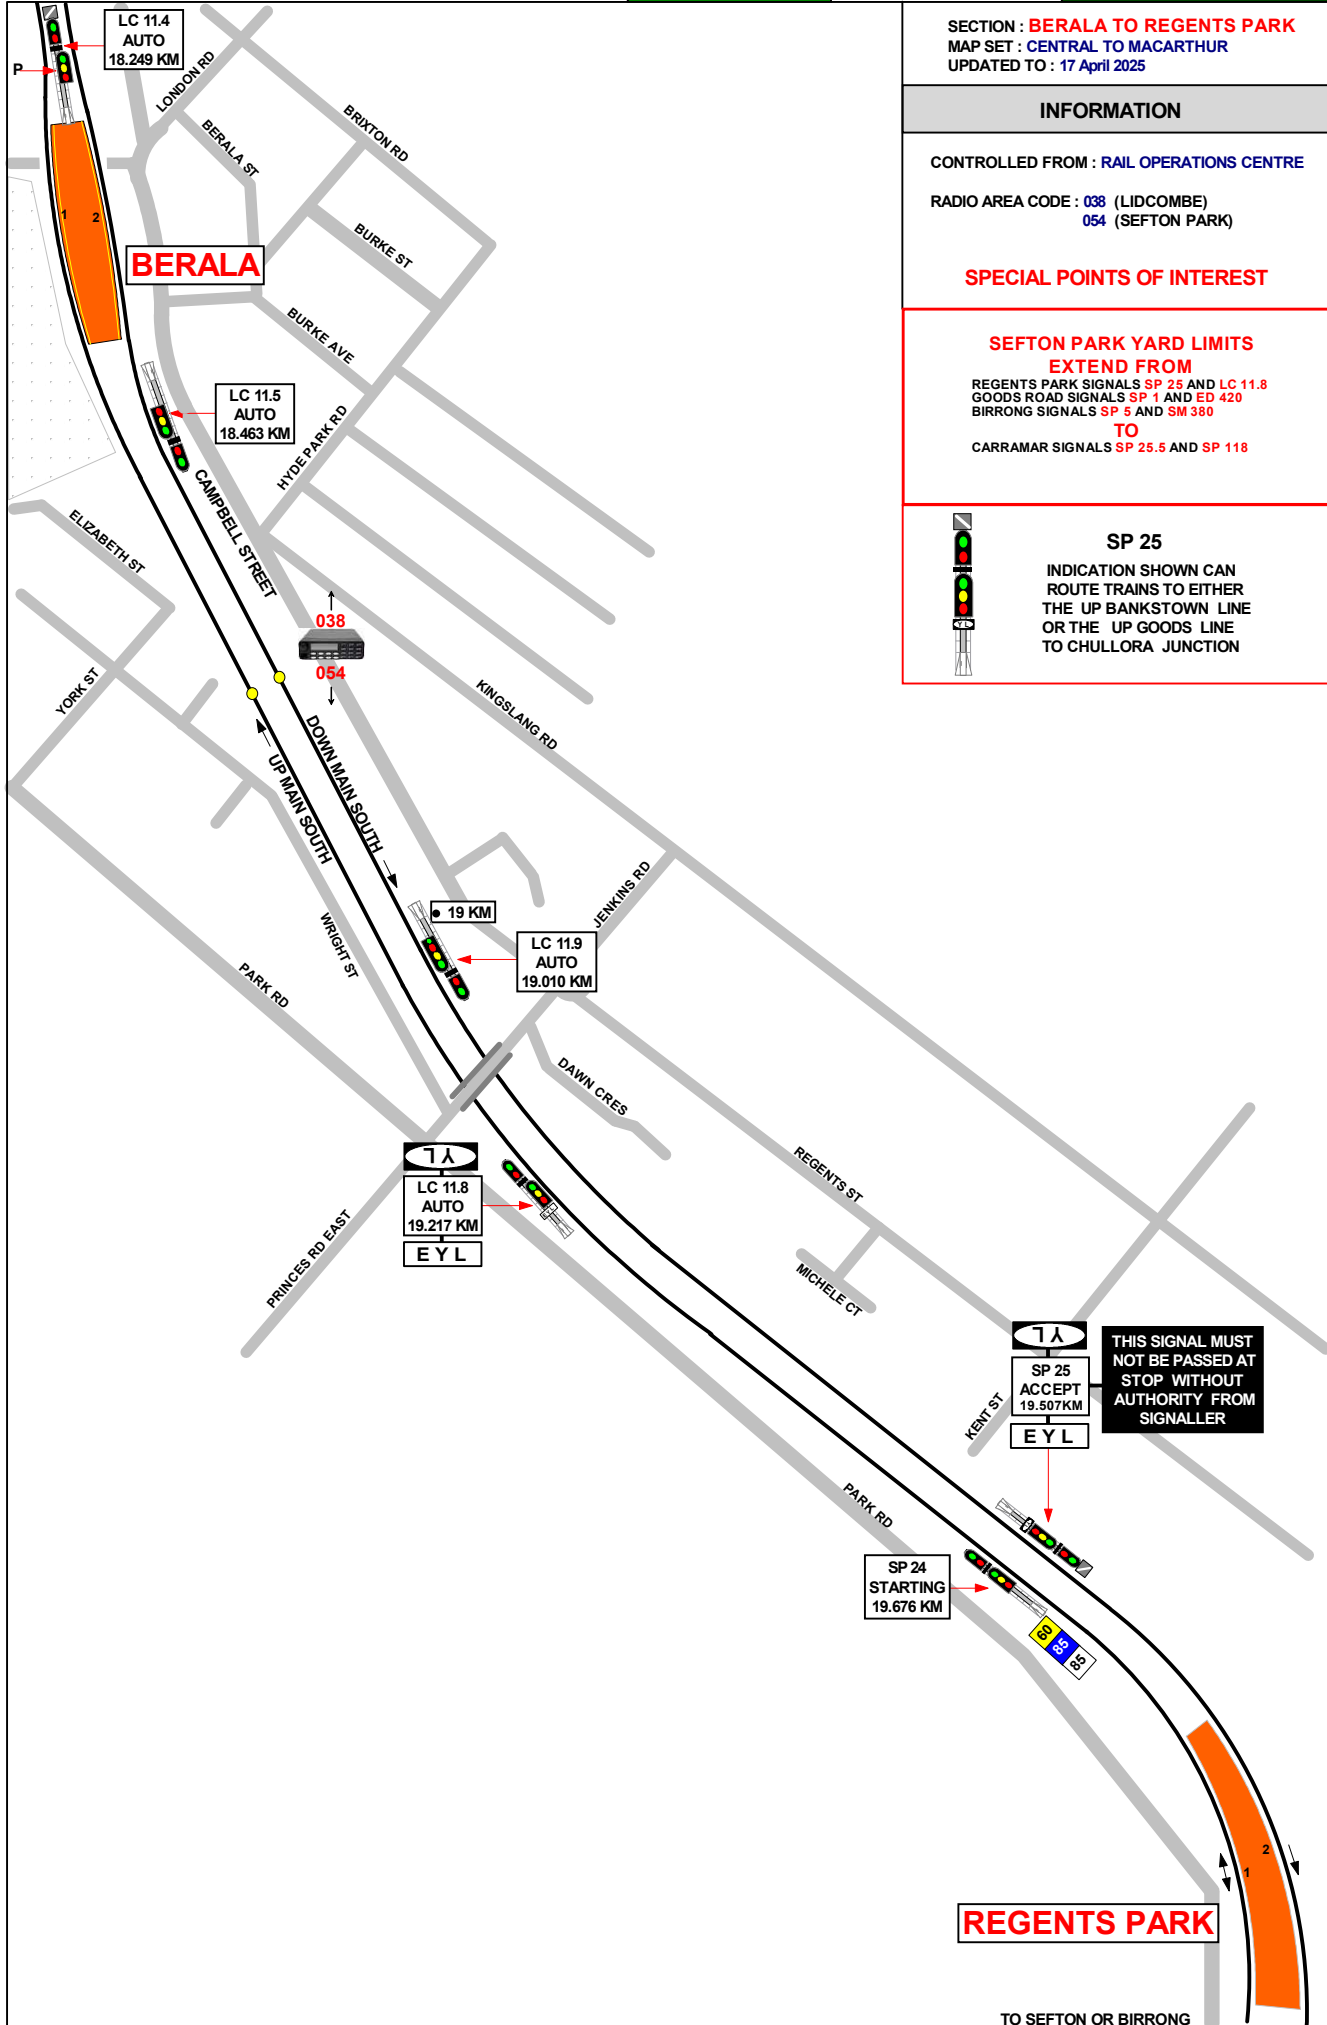 SECTION : BERALA TO REGENTS PARK
MAP SET : CENTRAL TO MACARTHUR
UPDATED TO : 17 April 2025
INFORMATION
CONTROLLED FROM : RAIL OPERATIONS CENTRE
RADIO AREA CODE : 038 (LIDCOMBE)
054 (SEFTON PARK)
SPECIAL POINTS OF INTEREST
SEFTON PARK YARD LIMITS
EXTEND FROM
REGENTS PARK SIGNALS SP 25 AND LC 11.8
GOODS ROAD SIGNALS SP 1 AND ED 420
BIRRONG SIGNALS SP 5 AND SM 380
TO
CARRAMAR SIGNALS SP 25.5 AND SP 118
SP 25
INDICATION SHOWN CAN
ROUTE TRAINS TO EITHER
THE UP BANKSTOWN LINE
OR THE UP GOODS LINE
TO CHULLORA JUNCTION
YL
LC 11.4
AUTO
18.249 KM
P
LONDON RD
BRIXTON RD
BERALA ST
1 2
BERALA
BURKE ST
BURKE AVE
LC 11.5
AUTO
18.463 KM
HYDE PARK RD
CAMPBELL STREET
ELIZABETH ST
038
054
YORK ST
KINGSLANG RD
UP MAIN SOUTH
DOWN MAIN SOUTH
WRIGHT ST
19 KM
JENKINS RD
LC 11.9
AUTO
19.010 KM
PARK RD
DAWN CRES
YL
LC 11.8
AUTO
19.217 KM
E Y L
REGENTS ST
PRINCES RD EAST
MICHELE CT
YL
SP 25
ACCEPT
19.507KM
E Y L
THIS SIGNAL MUST
NOT BE PASSED AT
STOP WITHOUT
AUTHORITY FROM
SIGNALLER
KENT ST
PARK RD
SP 24
STARTING
19.676 KM
60
85
85
1 2
REGENTS PARK
TO SEFTON OR BIRRONG